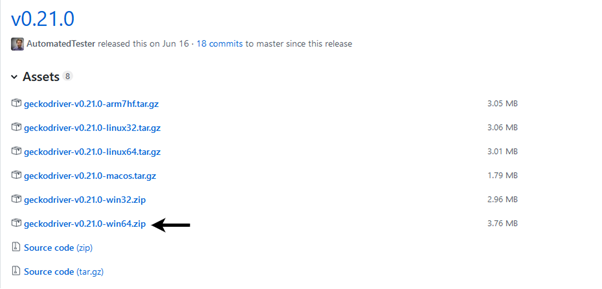 v0.21.0
AutomatedTester released this on Jun 16 · 18 commits to master since this release
Assets 8
geckodriver-v0.21.0-arm7hf.tar.gz 3.05 MB
geckodriver-v0.21.0-linux32.tar.gz 3.06 MB
geckodriver-v0.21.0-linux64.tar.gz 3.01 MB
geckodriver-v0.21.0-macos.tar.gz 1.79 MB
geckodriver-v0.21.0-win32.zip 2.96 MB
geckodriver-v0.21.0-win64.zip 3.76 MB
Source code (zip)
Source code (tar.gz)